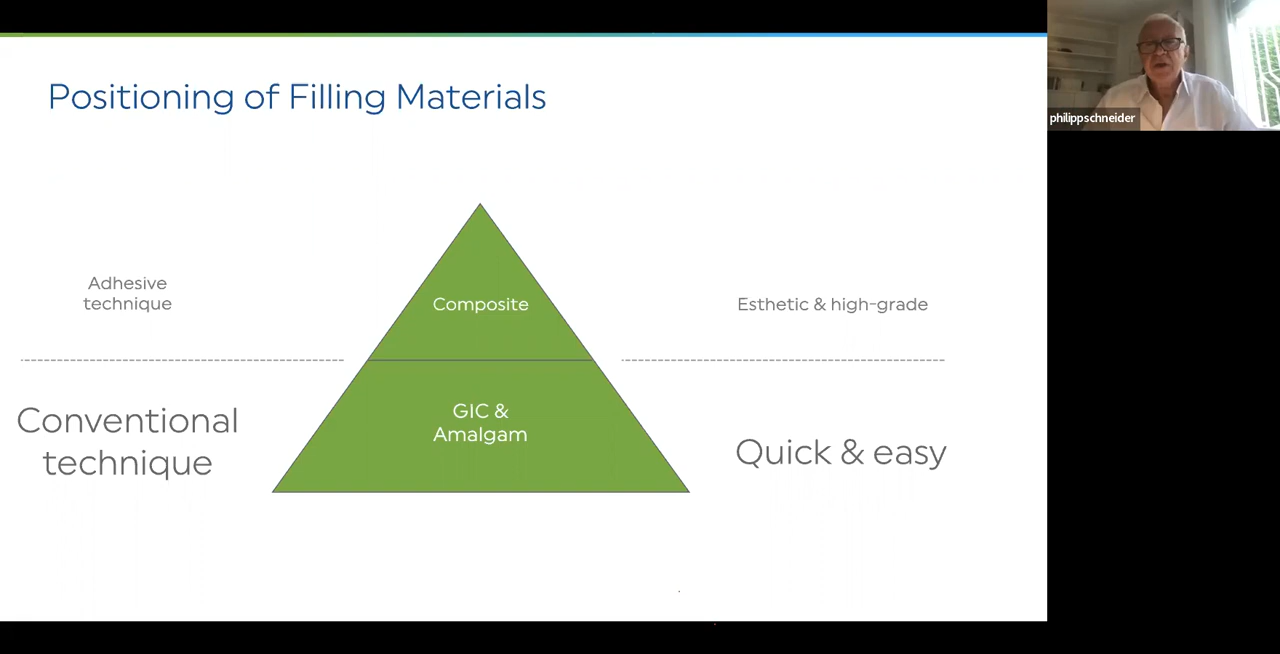 Positioning of Filling Materials
philippschneider
Adhesive
technique
Composite
Esthetic & high-grade
Conventional
technique
GIC &
Amalgam
Quick & easy